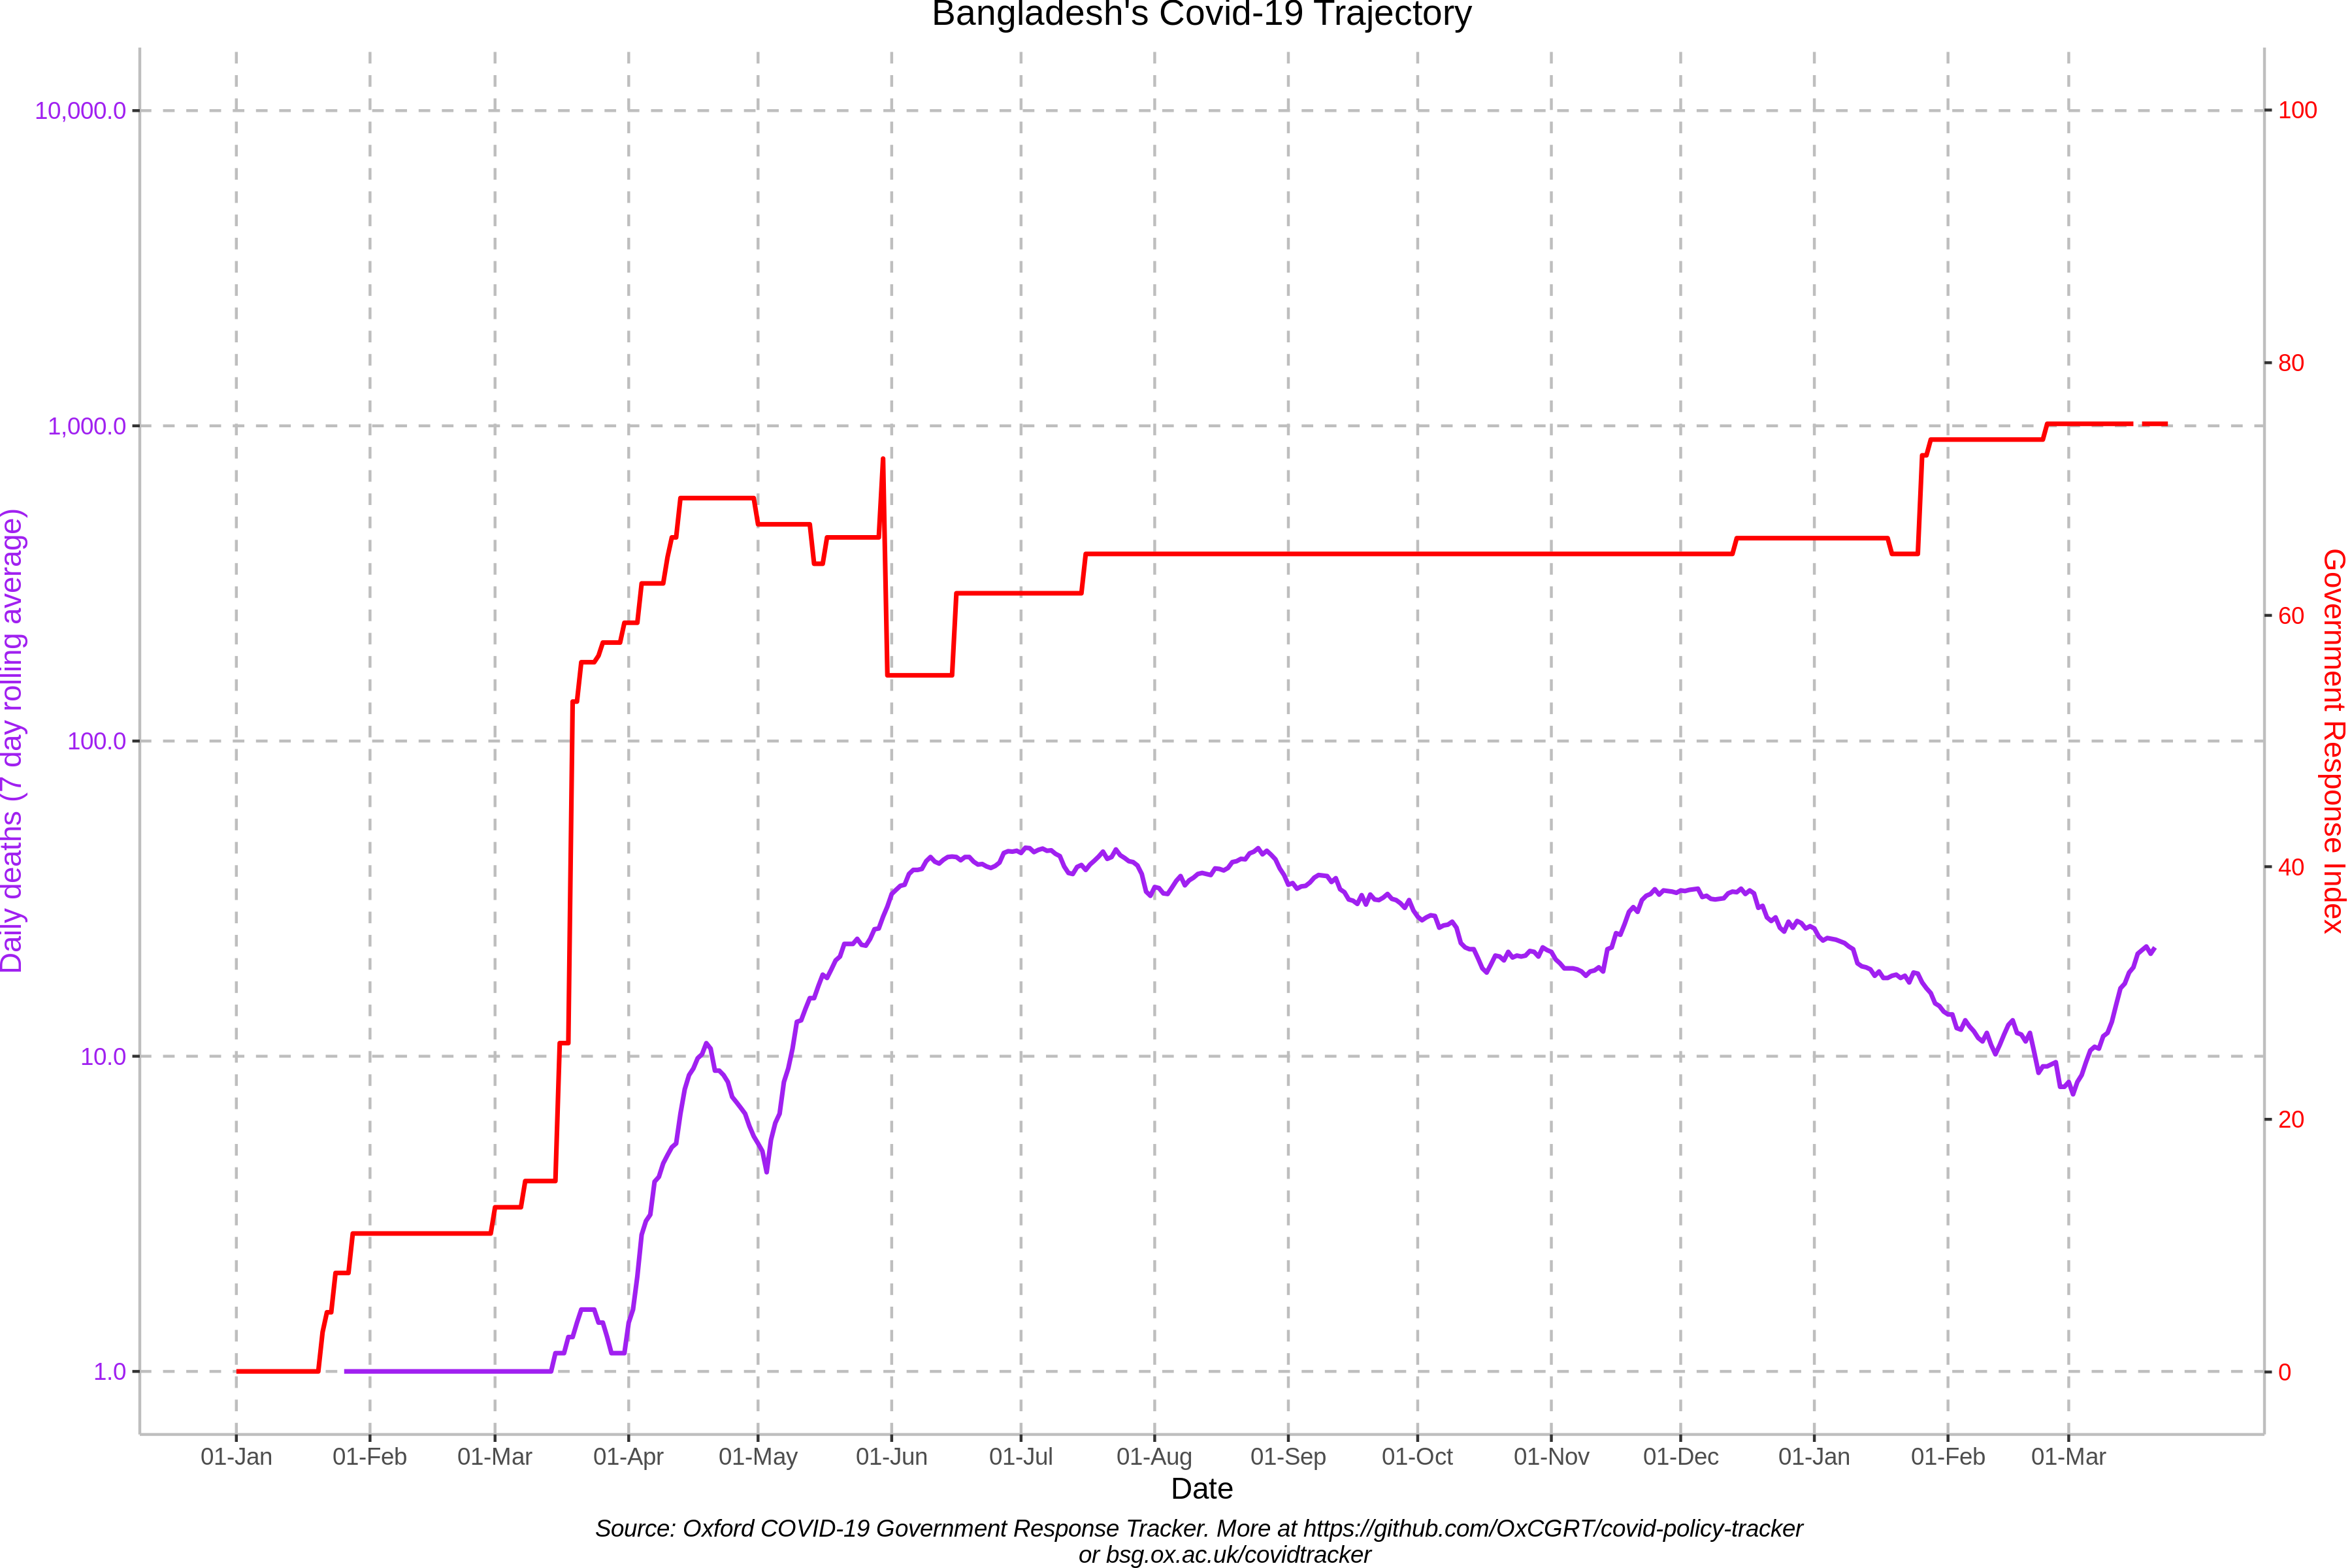 Bangladesh's Covid-19 Trajectory
10,000.0
1,000.0
100.0
10.0
1.0
Daily deaths (7 day rolling average)
100
80
60
40
20
0
Government Response Index
01-Jan 01-Feb 01-Mar 01-Apr 01-May 01-Jun 01-Jul 01-Aug 01-Sep 01-Oct 01-Nov 01-Dec 01-Jan 01-Feb 01-Mar
Date
Source: Oxford COVID-19 Government Response Tracker. More at https://github.com/OxCGRT/covid-policy-tracker
or bsg.ox.ac.uk/covidtracker